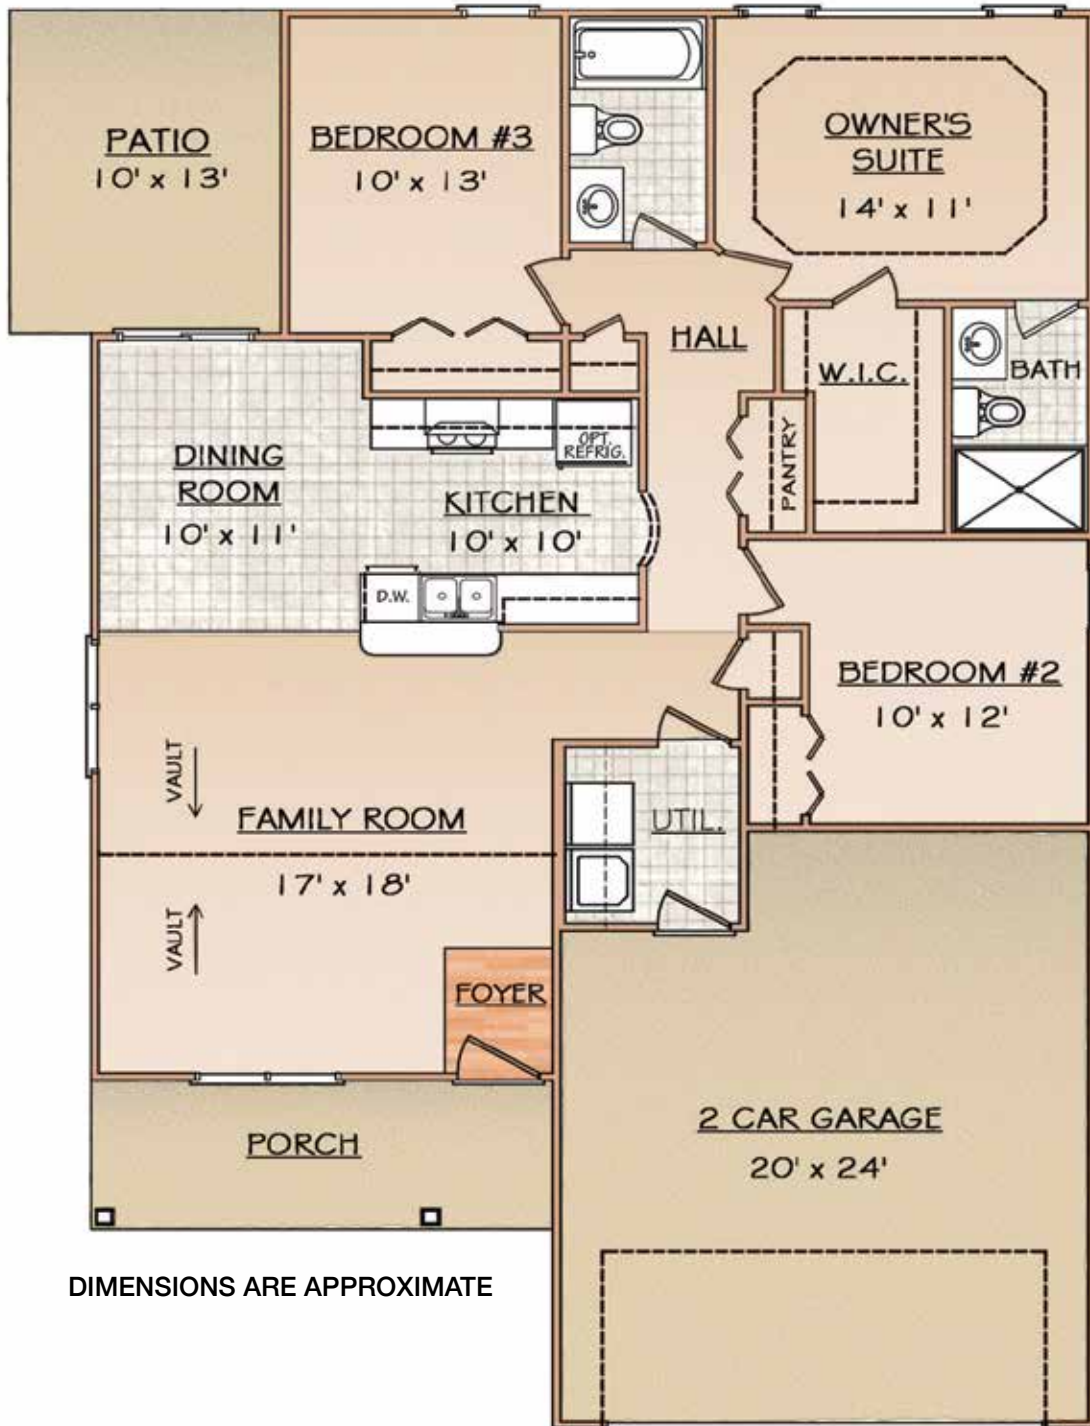 PATIO
10' x 13'
BEDROOM #3
10' x 13'
OWNER'S
SUITE
14' x 11'
HALL
W.I.C.
BATH
PANTRY
OPT.
REFRIG.
DINING
ROOM
10' x 11'
KITCHEN
10' x 10'
D.W.
BEDROOM #2
10' x 12'
VAULT
FAMILY ROOM
17' x 18'
VAULT
UTIL.
FOYER
PORCH
2 CAR GARAGE
20' x 24'
DIMENSIONS ARE APPROXIMATE